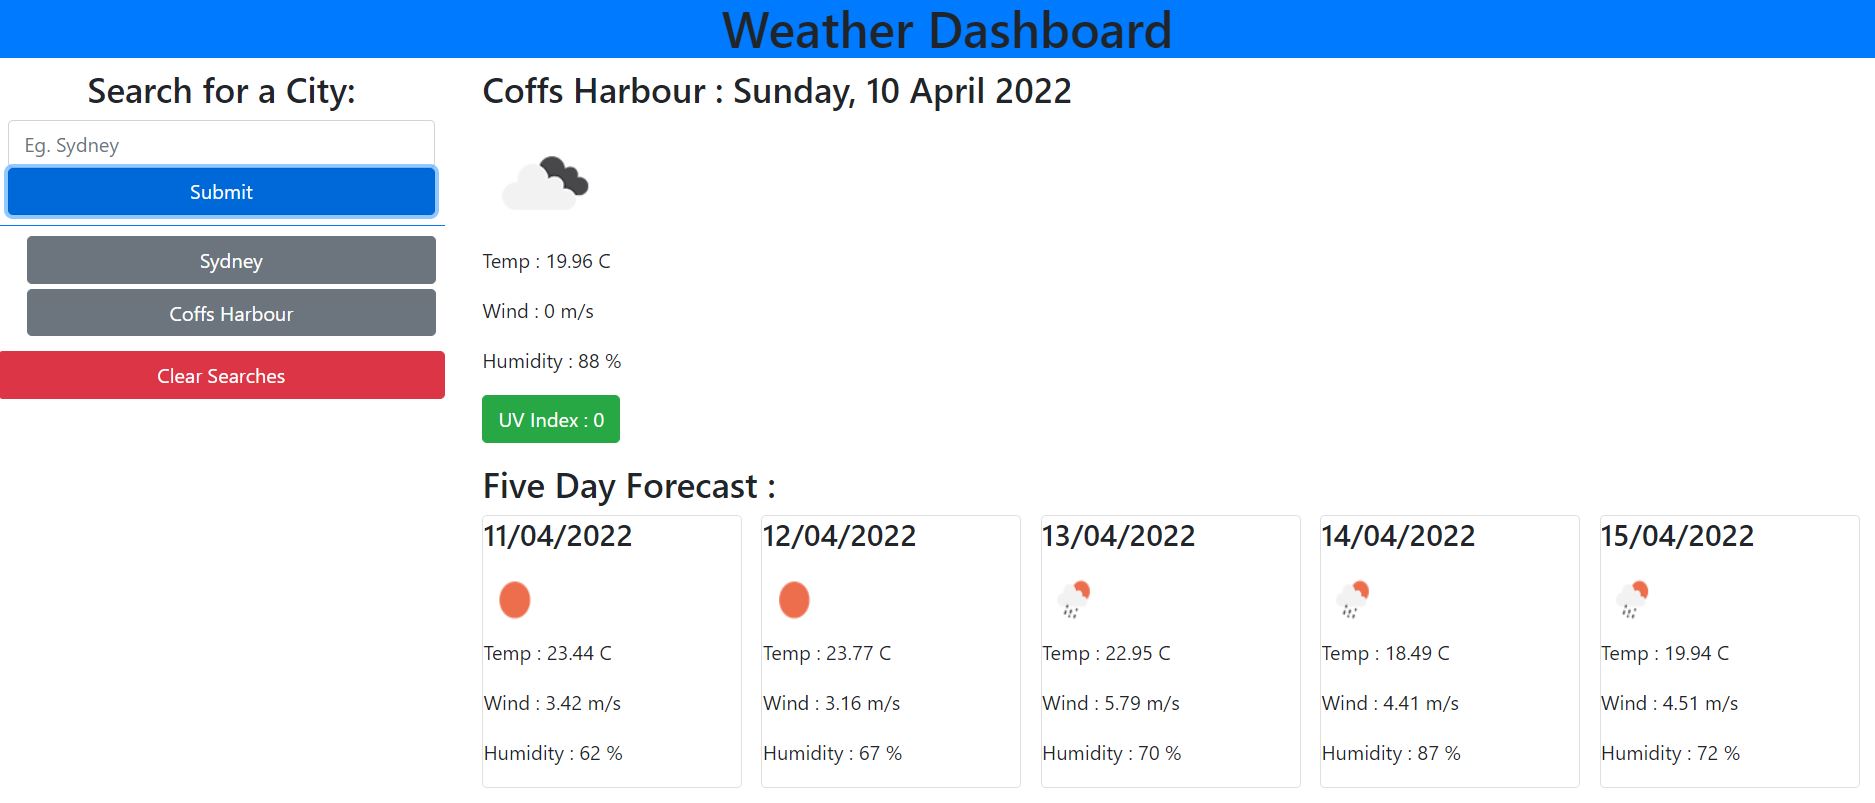 Weather Dashboard
Search for a City:
Eg. Sydney
Submit
Sydney
Coffs Harbour
Clear Searches
Coffs Harbour : Sunday, 10 April 2022
Temp : 19.96 C
Wind : 0 m/s
Humidity : 88 %
UV Index : 0
Five Day Forecast :
11/04/2022
Temp : 23.44 C
Wind : 3.42 m/s
Humidity : 62 %
12/04/2022
Temp : 23.77 C
Wind : 3.16 m/s
Humidity : 67 %
13/04/2022
Temp : 22.95 C
Wind : 5.79 m/s
Humidity : 70 %
14/04/2022
Temp : 18.49 C
Wind : 4.41 m/s
Humidity : 87 %
15/04/2022
Temp : 19.94 C
Wind : 4.51 m/s
Humidity : 72 %